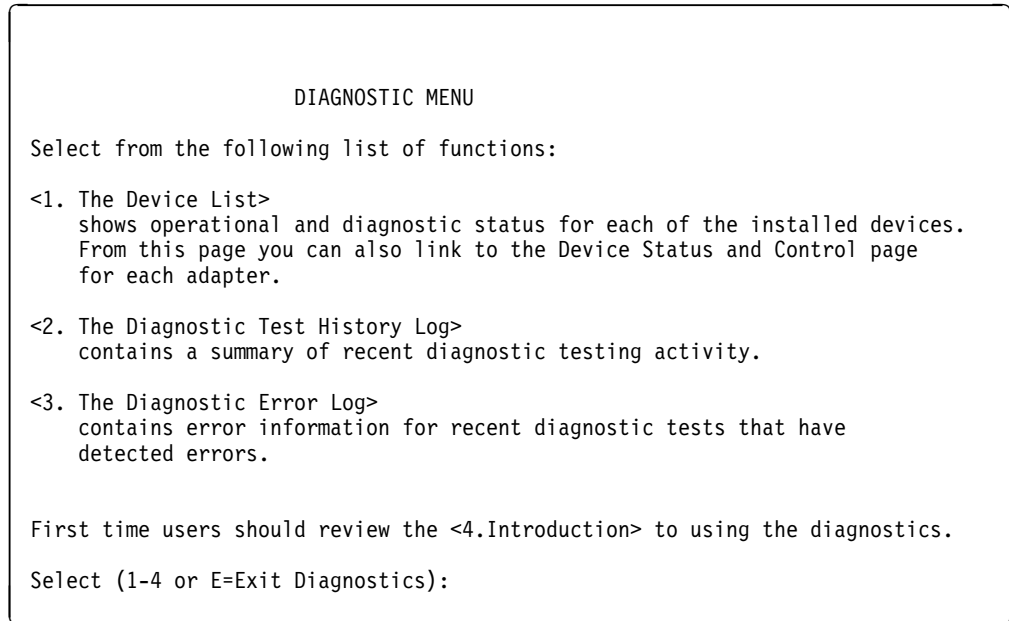 DIAGNOSTIC MENU
Select from the following list of functions:
<1. The Device List>
shows operational and diagnostic status for each of the installed devices.
From this page you can also link to the Device Status and Control page
for each adapter.
<2. The Diagnostic Test History Log>
contains a summary of recent diagnostic testing activity.
<3. The Diagnostic Error Log>
contains error information for recent diagnostic tests that have
detected errors.
First time users should review the <4.Introduction> to using the diagnostics.
Select (1-4 or E=Exit Diagnostics):